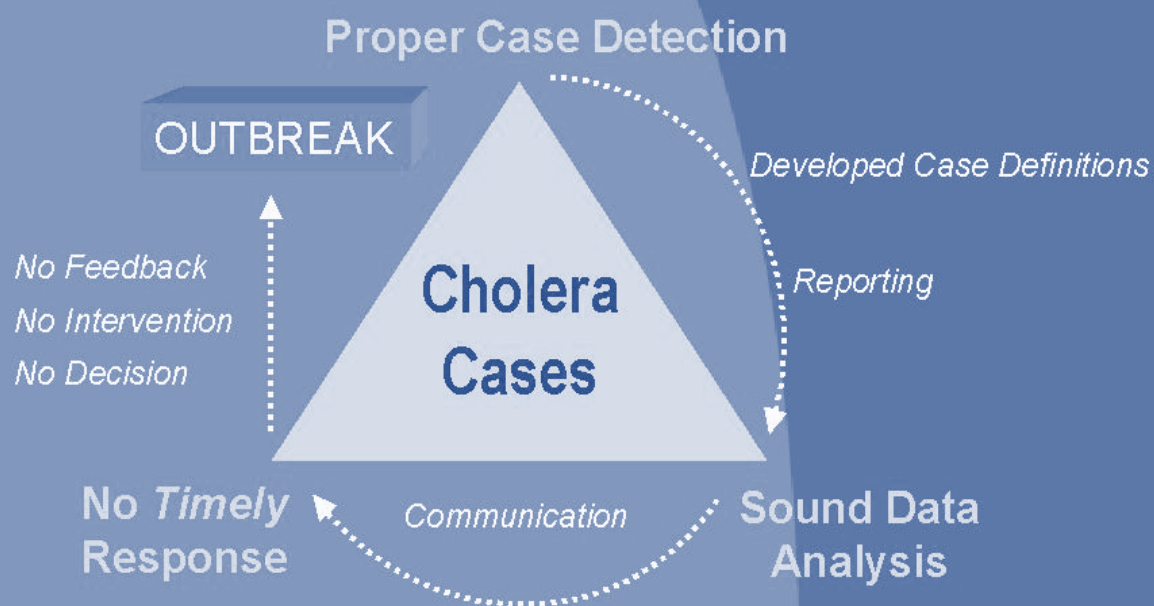 Proper Case Detection
OUTBREAK
Developed Case Definitions
Reporting
No Feedback
No Intervention
No Decision
Cholera
Cases
No Timely
Response
Communication
Sound Data
Analysis